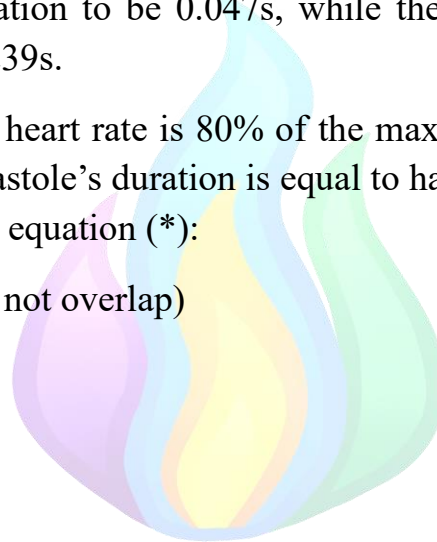 ation to be 0.047s, while the
39s.
heart rate is 80% of the max
astole's duration is equal to ha
equation (*):
not overlap)